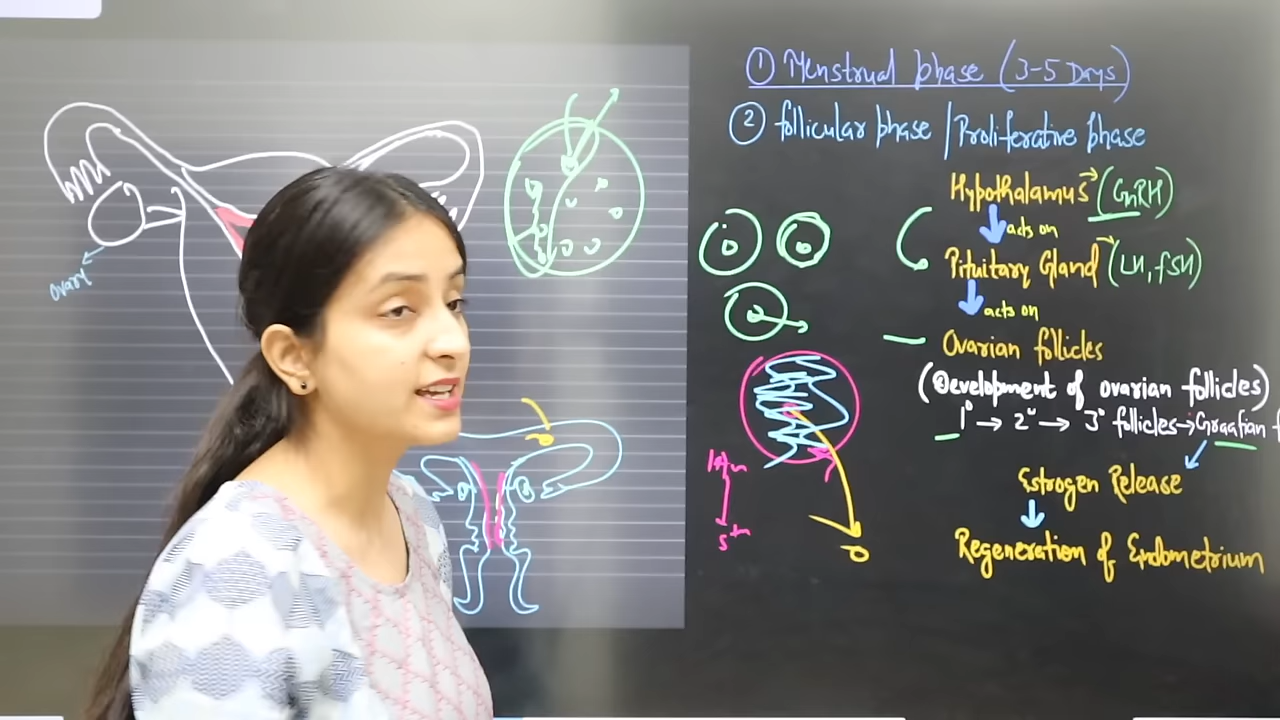 ① Menstrual phase (3-5 Days)
② follicular phase / Proliferative phase
Hypothalamus → (GnRH)
acts on
Pituitary Gland → (LH, FSH)
acts on
Ovarian follicles
(Development of ovarian follicles)
1° → 2° → 3° follicles → Graafian f
Estrogen Release
Regeneration of Endometrium
ovary
5th